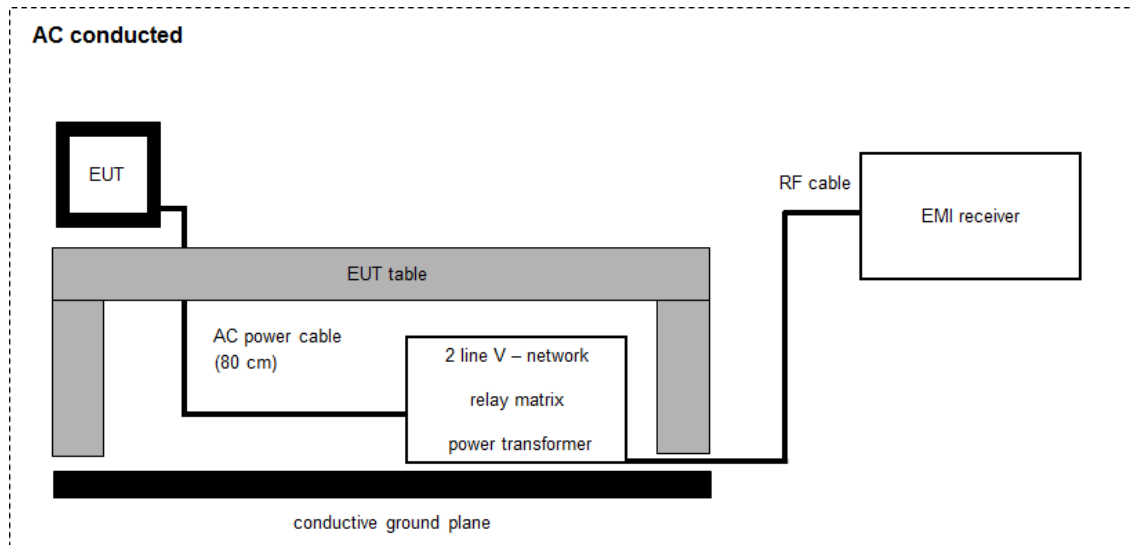 AC conducted
EUT
RF cable
EMI receiver
EUT table
AC power cable
(80 cm)
2 line V – network
relay matrix
power transformer
conductive ground plane